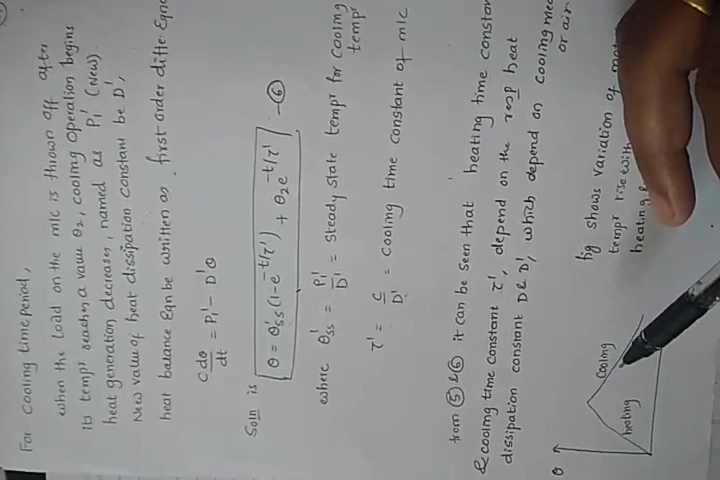 For cooling time period,
when the Load on the m/c is thrown off after
its tempr reaches a value θ2, cooling operation begins
heat generation decreases, named as P1' (New).
New value of heat dissipation constant be D',
heat balance Eqn be written as first order diffe. Eqn
C dθ/dt = P1' - D'θ
Soln is
θ = θ'ss (1-e^-t/τ') + θ2 e^-t/τ' - ⑥
where θ'ss = P1'/D' = Steady state tempr for cooling tempr
τ' = C/D' = Cooling time constant of m/c
from ⑤ & ⑥ it can be seen that heating time constan
& cooling time constant τ', depend on the resp heat
dissipation constant D & D', which depend on cooling me
or air
fig shows variation of
tempr rise with
heating &
θ
heating
cooling